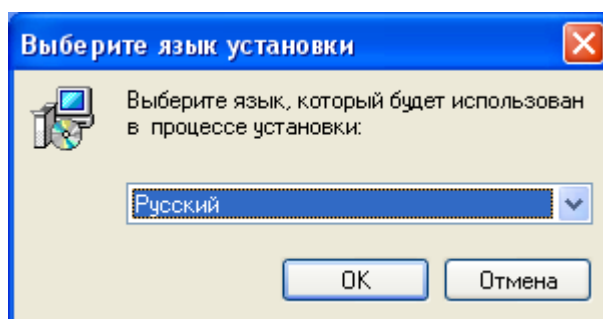 Выберите язык установки
Выберите язык, который будет использован
в процессе установки:
Русский
OK
Отмена